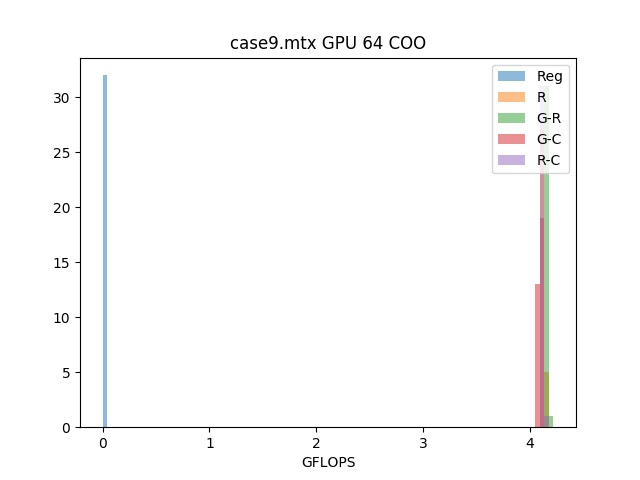 case9.mtx GPU 64 COO
Reg
R
G-R
G-C
R-C
30
25
20
15
10
5
0
0 1 2 3 4
GFLOPS